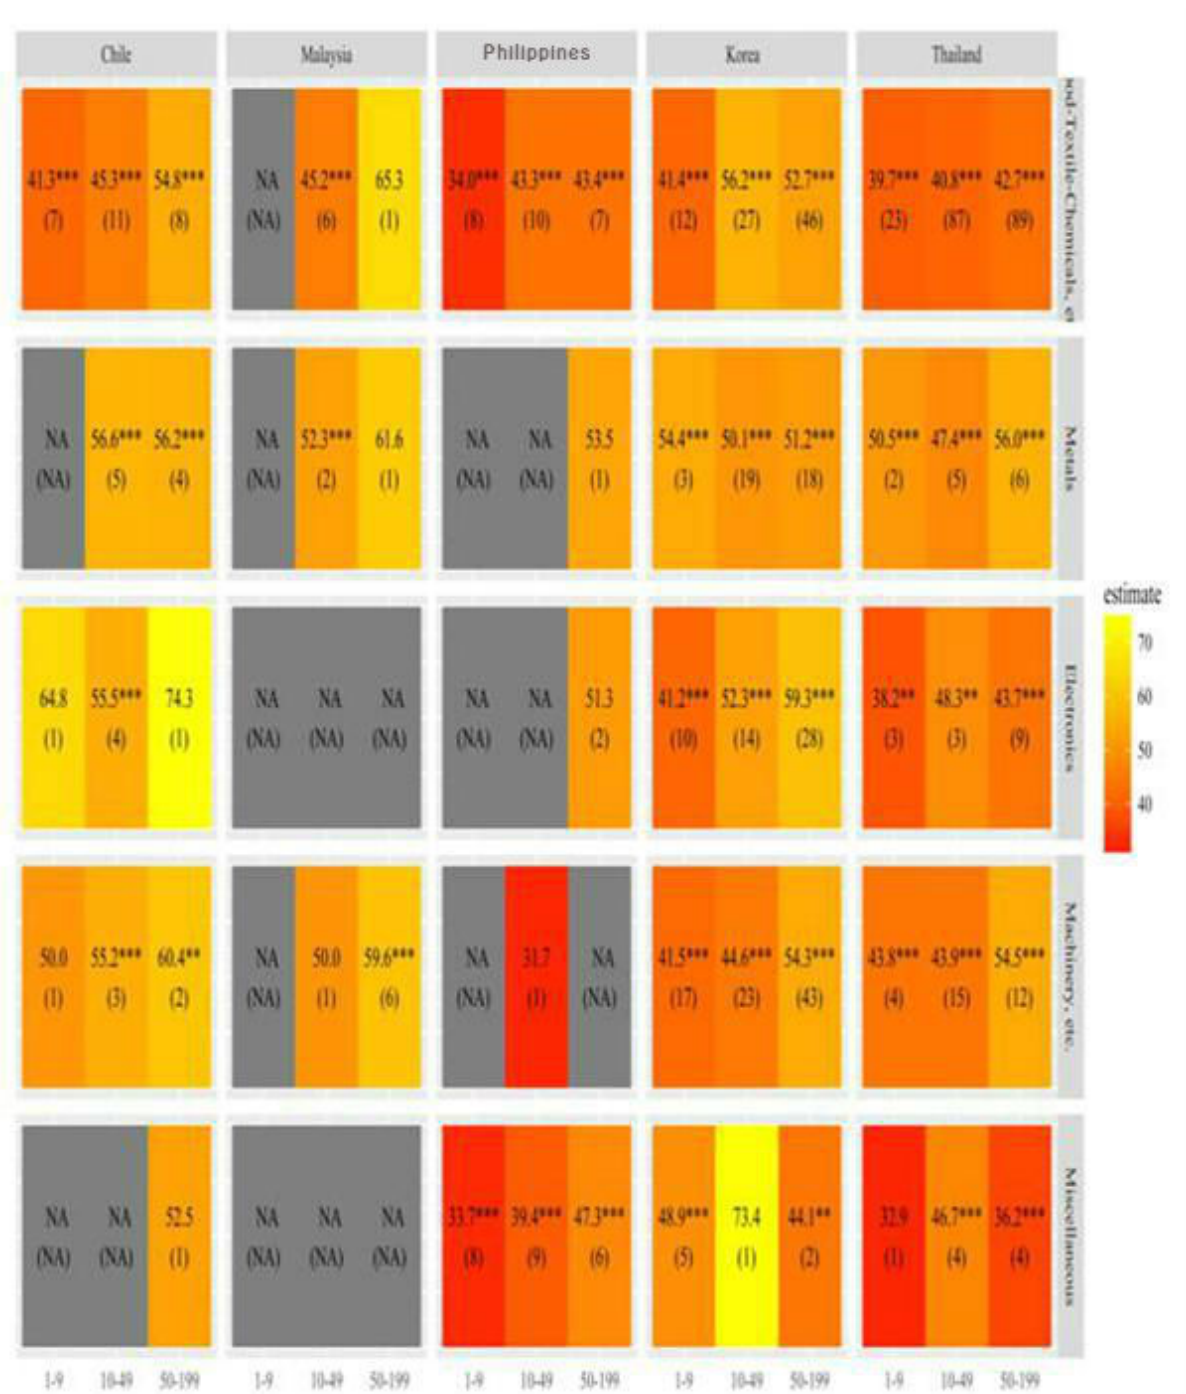 Chile Malaysia Philippines Korea Thailand
41.3*** 45.3*** 54.8*** NA 45.2*** 65.3 34.0*** 43.3*** 43.4*** 41.4*** 56.2*** 52.7*** 39.7*** 40.8*** 42.7***
(7) (11) (8) (NA) (6) (1) (8) (10) (7) (12) (27) (46) (23) (87) (89)
ood-Textile-Chemicals, e
NA 56.6*** 56.2*** NA 52.3*** 61.6 NA NA 53.5 54.4*** 50.1*** 51.2*** 50.5*** 47.4*** 56.0***
(NA) (5) (4) (NA) (2) (1) (NA) (NA) (1) (3) (19) (18) (2) (5) (6)
Metals
64.8 55.5*** 74.3 NA NA NA NA NA 51.3 41.2*** 52.3*** 59.3*** 38.2** 48.3** 43.7***
(1) (4) (1) (NA) (NA) (NA) (NA) (NA) (2) (10) (14) (28) (3) (3) (9)
Electronics
50.0 55.2*** 60.4** NA 50.0 59.6*** NA 31.7 NA 41.5*** 44.6*** 54.3*** 43.8*** 43.9*** 54.5***
(1) (3) (2) (NA) (1) (6) (NA) (1) (NA) (17) (23) (43) (4) (15) (12)
Machinery, etc.
NA NA 52.5 NA NA NA 33.7*** 39.4*** 47.3*** 48.9*** 73.4 44.1** 32.9 46.7*** 36.2***
(NA) (NA) (1) (NA) (NA) (NA) (8) (9) (6) (5) (1) (2) (1) (4) (4)
Miscellaneous
1-9 10-49 50-199 1-9 10-49 50-199 1-9 10-49 50-199 1-9 10-49 50-199 1-9 10-49 50-199
estimate
70
60
50
40